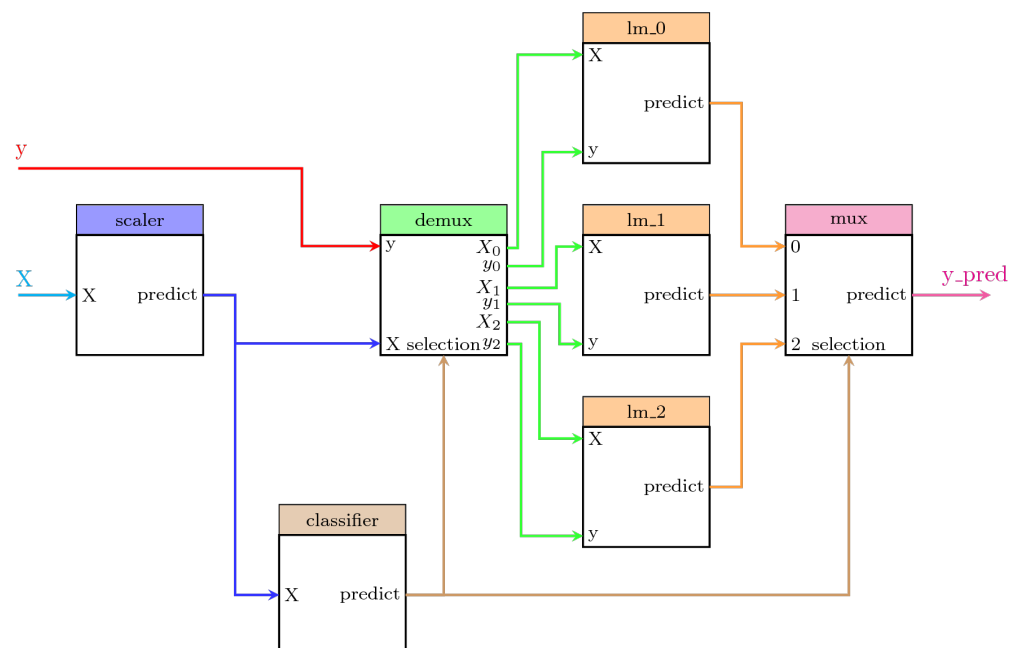 lm_0
X
predict
y
y
scaler
X
X
predict
demux
y
X₀
y₀
X₁
y₁
X₂
X selection y₂
lm_1
X
predict
y
mux
0
1
predict
2 selection
y_pred
lm_2
X
predict
y
classifier
X
predict